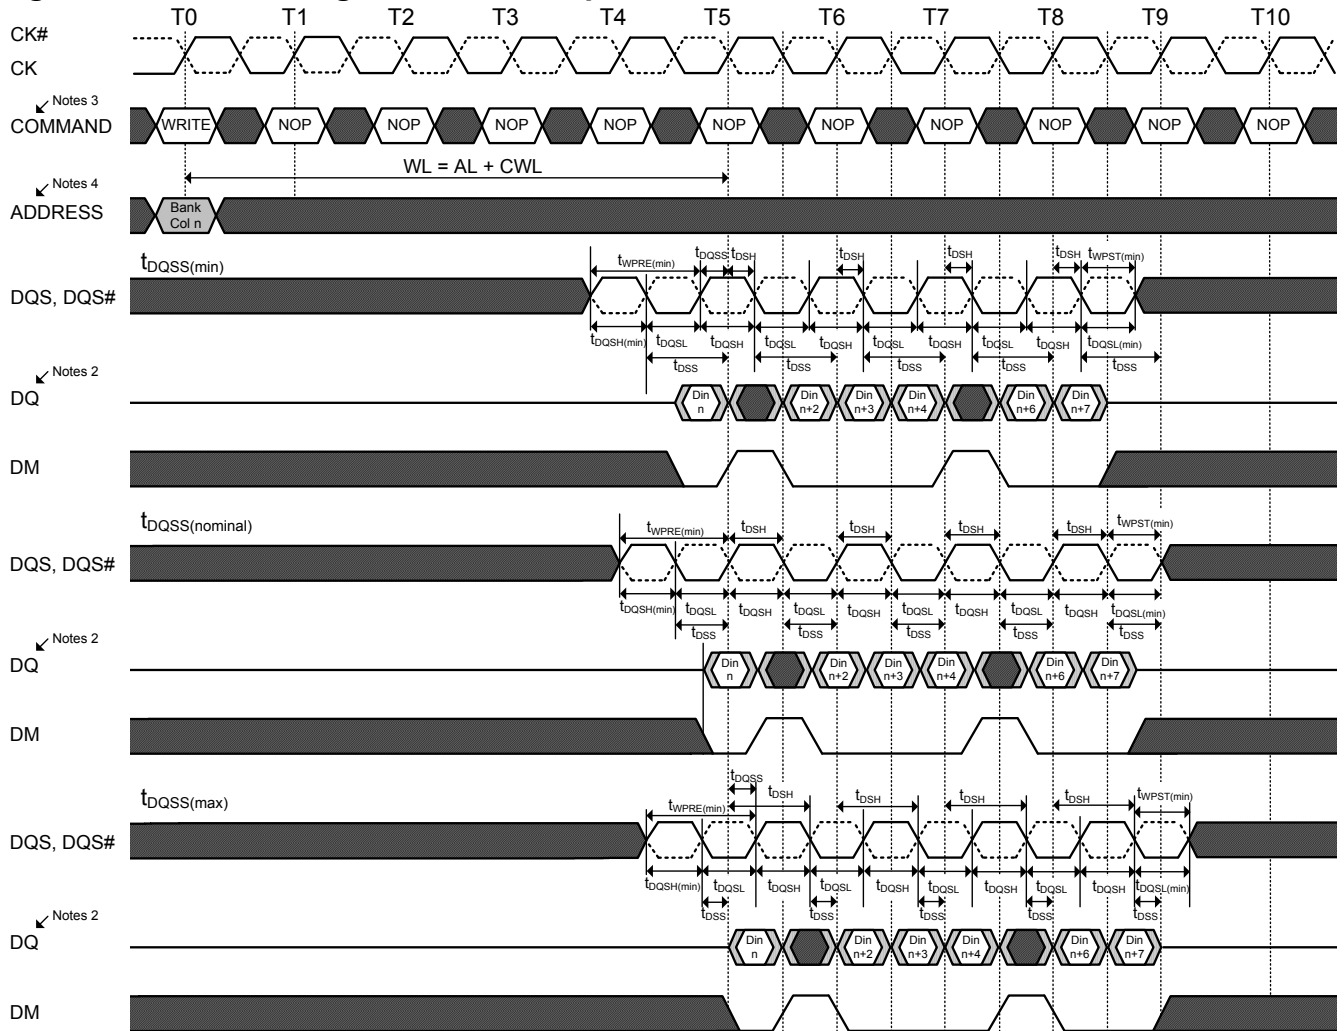 T0 T1 T2 T3 T4 T5 T6 T7 T8 T9 T10
CK#
CK
Notes 3
COMMAND WRITE NOP NOP NOP NOP NOP NOP NOP NOP NOP NOP
WL = AL + CWL
Notes 4
ADDRESS Bank Col n
tDQSS(min) tWPRE(min) tDQSS tDSH tDSH tDSH tDSH tWPST(min)
DQS, DQS#
tDQSH(min) tDQSL tDQSH tDQSL tDQSH tDQSL tDQSH tDQSL tDQSH tDQSL(min)
tDSS tDSS tDSS tDSS tDSS
Notes 2
DQ Din n Din n+2 Din n+3 Din n+4 Din n+6 Din n+7
DM
tDQSS(nominal) tWPRE(min) tDSH tDSH tDSH tDSH tWPST(min)
DQS, DQS#
tDQSH(min) tDQSL tDQSH tDQSL tDQSH tDQSL tDQSH tDQSL tDQSH tDQSL(min)
tDSS tDSS tDSS tDSS tDSS
Notes 2
DQ Din n Din n+2 Din n+3 Din n+4 Din n+6 Din n+7
DM
tDQSS
tDQSS(max) tWPRE(min) tDSH tDSH tDSH tDSH tWPST(min)
DQS, DQS#
tDQSH(min) tDQSL tDQSH tDQSL tDQSH tDQSL tDQSH tDQSL tDQSH tDQSL(min)
tDSS tDSS tDSS tDSS tDSS
Notes 2
DQ Din n Din n+2 Din n+3 Din n+4 Din n+6 Din n+7
DM